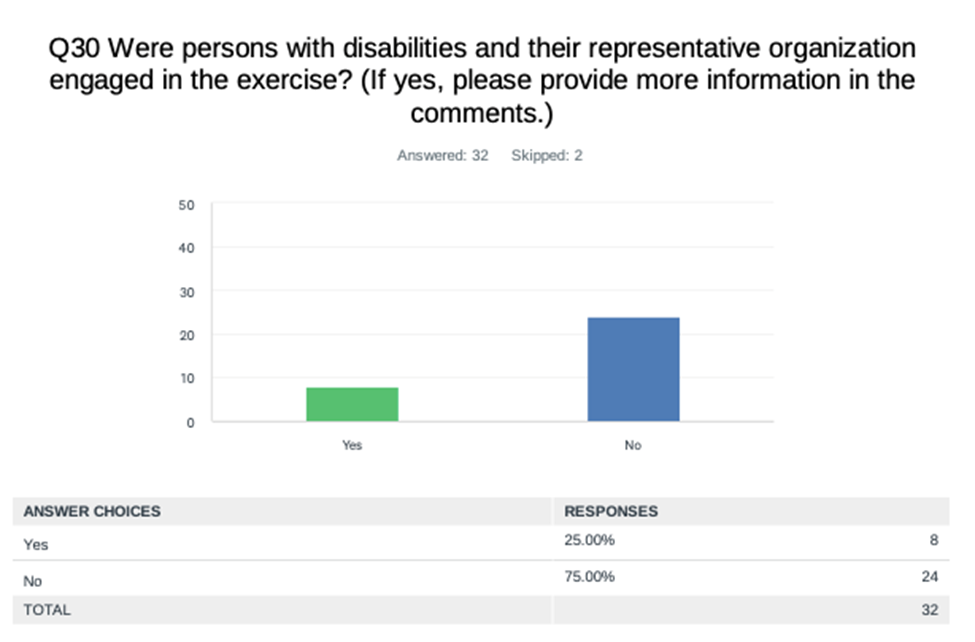 Q30 Were persons with disabilities and their representative organization
engaged in the exercise? (If yes, please provide more information in the
comments.)
Answered: 32 Skipped: 2
50
40
30
20
10
0
Yes No
ANSWER CHOICES RESPONSES
Yes 25.00% 8
No 75.00% 24
TOTAL 32